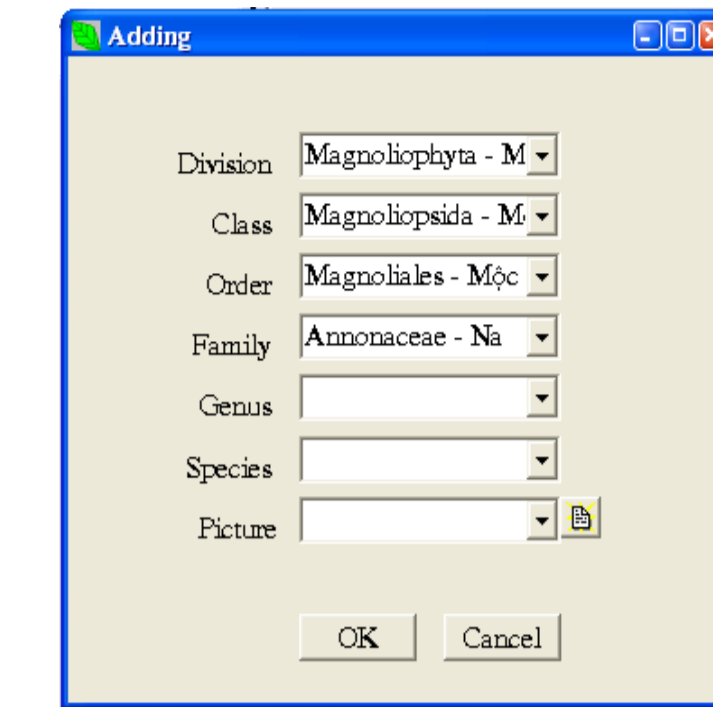 Adding
Division Magnoliophyta - M
Class Magnoliopsida - M
Order Magnoliales - Mộc
Family Annonaceae - Na
Genus
Species
Picture
OK Cancel